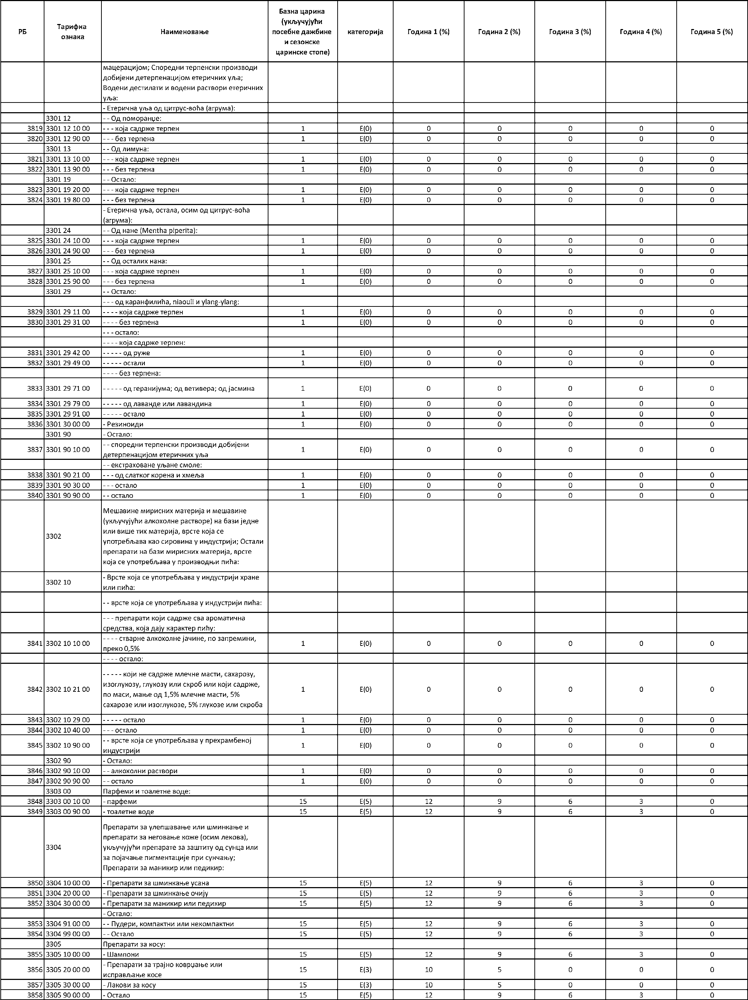 РБ Тарифна ознака Наименовање Базна царина (укључујући посебне дажбине и сезонске царинске стопе) категорија Година 1 (%) Година 2 (%) Година 3 (%) Година 4 (%) Година 5 (%)
мацерацијом; Споредни терпенски производи
добијени детерпенацијом етеричних уља;
Водени дестилати и водени раствори етеричних
уља:
- Етерична уља од цитрус-воћа (агрума):
3301 12 - - Од поморанџе:
3819 3301 12 10 00 - - - која садрже терпен 1 E(0) 0 0 0 0 0
3820 3301 12 90 00 - - - без терпена 1 E(0) 0 0 0 0 0
3301 13 - - Од лимуна:
3821 3301 13 10 00 - - - која садрже терпен 1 E(0) 0 0 0 0 0
3822 3301 13 90 00 - - - без терпена 1 E(0) 0 0 0 0 0
3301 19 - - Остало:
3823 3301 19 20 00 - - - која садрже терпен 1 E(0) 0 0 0 0 0
3824 3301 19 80 00 - - - без терпена 1 E(0) 0 0 0 0 0
- Етерична уља, остала, осим од цитрус-воћа
(агрума):
3301 24 - - Од нане (Mentha piperita):
3825 3301 24 10 00 - - - која садрже терпен 1 E(0) 0 0 0 0 0
3826 3301 24 90 00 - - - без терпена 1 E(0) 0 0 0 0 0
3301 25 - - Од осталих нана:
3827 3301 25 10 00 - - - која садрже терпен 1 E(0) 0 0 0 0 0
3828 3301 25 90 00 - - - без терпена 1 E(0) 0 0 0 0 0
3301 29 - - Остало:
- - - од каранфилића, niaouli и ylang-ylang:
3829 3301 29 11 00 - - - - која садрже терпен 1 E(0) 0 0 0 0 0
3830 3301 29 31 00 - - - - без терпена 1 E(0) 0 0 0 0 0
- - - остало:
- - - - која садрже терпен:
3831 3301 29 42 00 - - - - - од руже 1 E(0) 0 0 0 0 0
3832 3301 29 49 00 - - - - - остали 1 E(0) 0 0 0 0 0
- - - - без терпена:
3833 3301 29 71 00 - - - - - од геранијума; од ветивера; од јасмина 1 E(0) 0 0 0 0 0
3834 3301 29 79 00 - - - - - од лаванде или лавандина 1 E(0) 0 0 0 0 0
3835 3301 29 91 00 - - - - - остало 1 E(0) 0 0 0 0 0
3836 3301 30 00 00 - Резиноиди 1 E(0) 0 0 0 0 0
3301 90 - Остало:
3837 3301 90 10 00 - - споредни терпенски производи добијени
детерпенацијом етеричних уља 1 E(0) 0 0 0 0 0
- - екстраховане уљане смоле:
3838 3301 90 21 00 - - - од слатког корена и хмеља 1 E(0) 0 0 0 0 0
3839 3301 90 30 00 - - - остало 1 E(0) 0 0 0 0 0
3840 3301 90 90 00 - - остало 1 E(0) 0 0 0 0 0
3302 Мешавине мирисних материја и мешавине
(укључујући алкохолне растворе) на бази једне
или више тих материја, врсте која се
употребљава као сировина у индустрији; Остали
препарати на бази мирисних материја, врсте
која се употребљава у производњи пића:
3302 10 - Врсте која се употребљава у индустрији хране
или пића:
- - врсте која се употребљава у индустрији пића:
- - - препарати који садрже сва ароматична
средства, која дају карактер пићу:
3841 3302 10 10 00 - - - - стварне алкохолне јачине, по запремини,
преко 0,5% 1 E(0) 0 0 0 0 0
- - - - остало:
3842 3302 10 21 00 - - - - - који не садрже млечне масти, сахарозу,
изоглукозу, глукозу или скроб или који садрже,
по маси, мање од 1,5% млечне масти, 5%
сахарозе или изоглукозе, 5% глукозе или скроба 1 E(0) 0 0 0 0 0
3843 3302 10 29 00 - - - - - остало 1 E(0) 0 0 0 0 0
3844 3302 10 40 00 - - - остало 1 E(0) 0 0 0 0 0
3845 3302 10 90 00 - - врсте која се употребљава у прехрамбеној
индустрији 1 E(0) 0 0 0 0 0
3302 90 - Остало:
3846 3302 90 10 00 - - алкохолни раствори 1 E(0) 0 0 0 0 0
3847 3302 90 90 00 - - остало 1 E(0) 0 0 0 0 0
3303 00 Парфеми и тоалетне воде:
3848 3303 00 10 00 - парфеми 15 E(5) 12 9 6 3 0
3849 3303 00 90 00 - тоалетне воде 15 E(5) 12 9 6 3 0
3304 Препарати за улепшавање или шминкање и
препарати за неговање коже (осим лекова),
укључујући препарате за заштиту од сунца или
за појачање пигментације при сунчању;
Препарати за маникир или педикир:
3850 3304 10 00 00 - Препарати за шминкање усана 15 E(5) 12 9 6 3 0
3851 3304 20 00 00 - Препарати за шминкање очију 15 E(5) 12 9 6 3 0
3852 3304 30 00 00 - Препарати за маникир или педикир 15 E(5) 12 9 6 3 0
- Остало:
3853 3304 91 00 00 - - Пудери, компактни или некомпактни 15 E(5) 12 9 6 3 0
3854 3304 99 00 00 - - Остало 15 E(5) 12 9 6 3 0
3305 Препарати за косу:
3855 3305 10 00 00 - Шампони 15 E(5) 12 9 6 3 0
3856 3305 20 00 00 - Препарати за трајно коврџање или
исправљање косе 15 E(3) 10 5 0 0 0
3857 3305 30 00 00 - Лакови за косу 15 E(3) 10 5 0 0 0
3858 3305 90 00 00 - Остало 15 E(5) 12 9 6 3 0